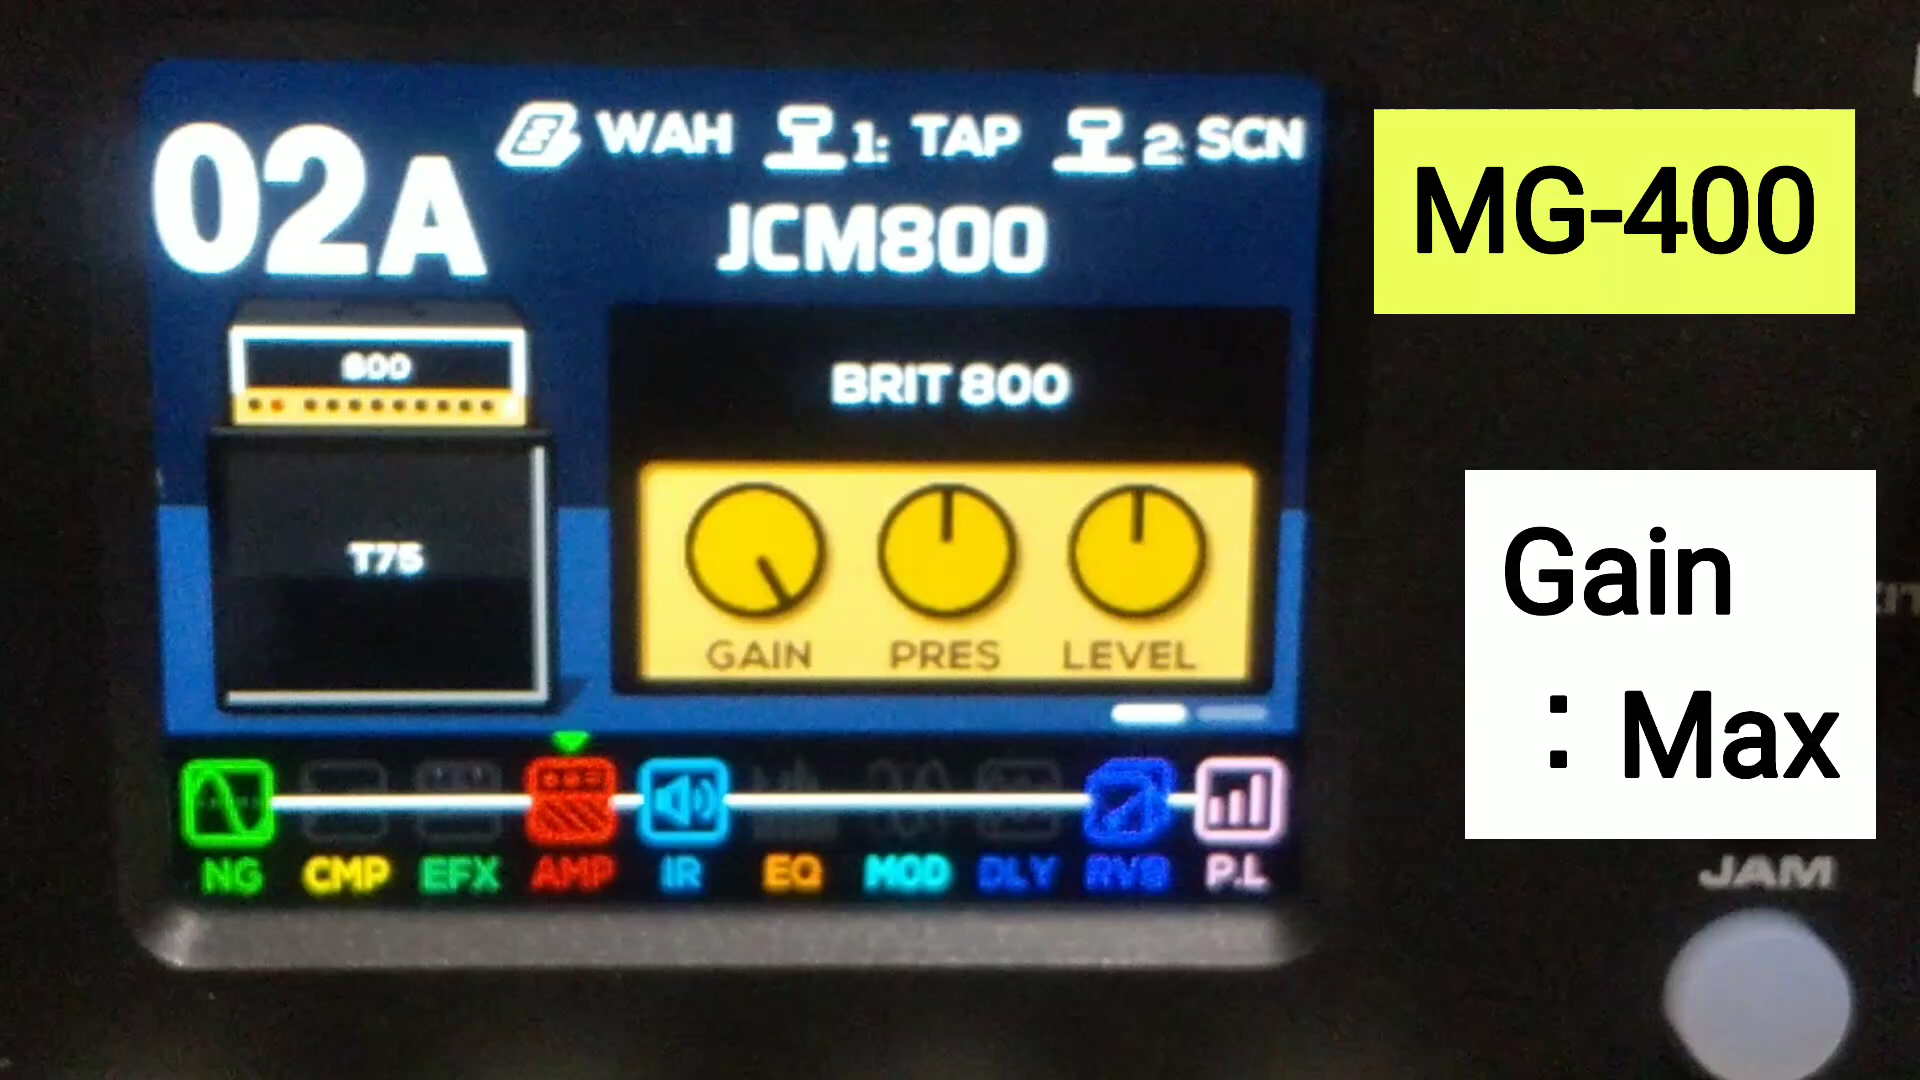 02A
WAH 1: TAP 2: SCN
JCM800
MG-400
800
BRIT 800
T75
GAIN PRES LEVEL
Gain
: Max
NG CMP EFX AMP IR EQ MOD DLY RVB P.L
JAM